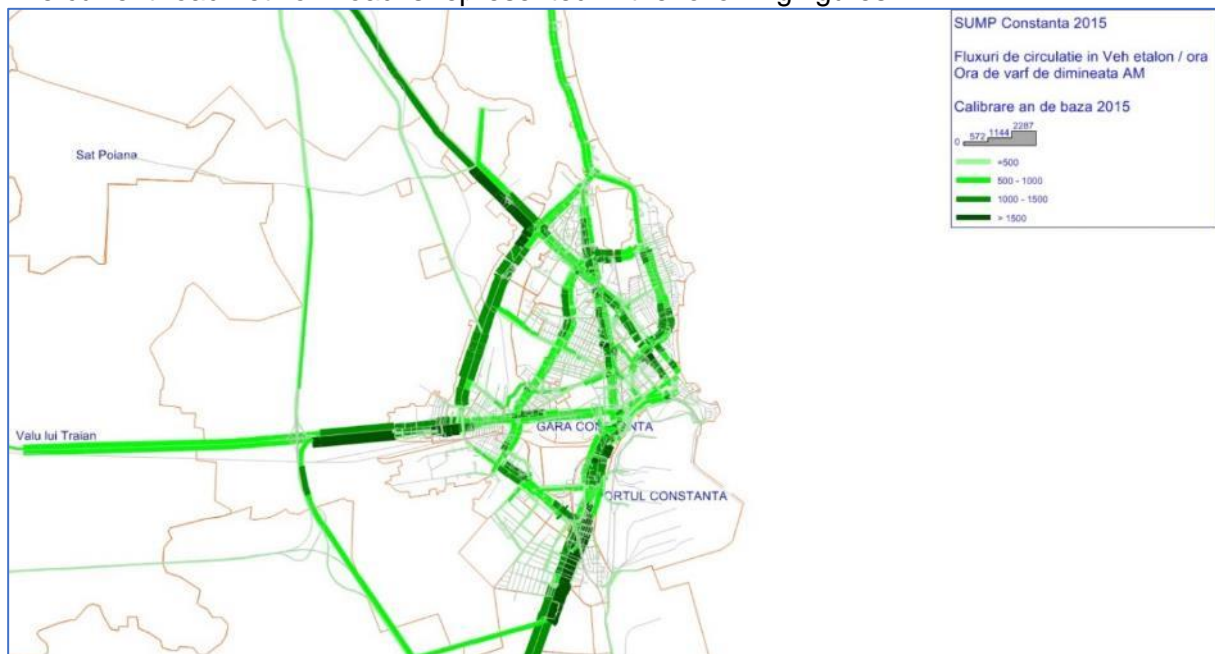 SUMP Constanta 2015
Fluxuri de circulatie in Veh etalon / ora
Ora de varf de dimineata AM
Calibrare an de baza 2015
0 572 1144 2287
<500
500 - 1000
1000 - 1500
> 1500
Sat Poiana
Valu lui Traian
GARA CONSTANTA
ORTUL CONSTANTA